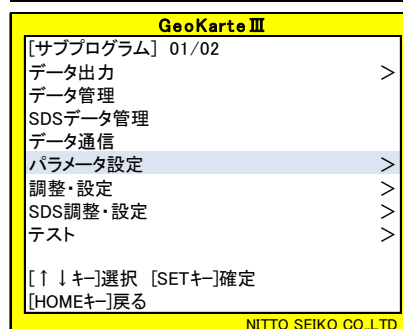 GeoKarteⅢ
[サブプログラム] 01/02
データ出力 >
データ管理
SDSデータ管理
データ通信
パラメータ設定 >
調整・設定 >
SDS調整・設定 >
テスト >
[↑↓キー]選択 [SETキー]確定
[HOMEキー]戻る
NITTO SEIKO CO.,LTD